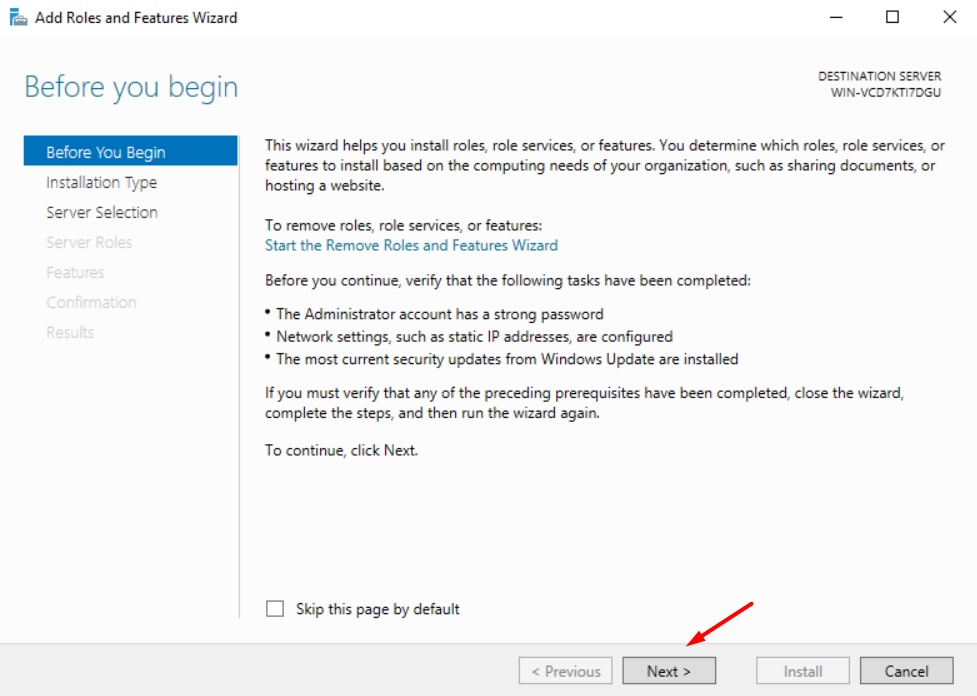 Add Roles and Features Wizard
Before you begin
DESTINATION SERVER
WIN-VCD7KTI7DGU
Before You Begin
Installation Type
Server Selection
Server Roles
Features
Confirmation
Results
This wizard helps you install roles, role services, or features. You determine which roles, role services, or
features to install based on the computing needs of your organization, such as sharing documents, or
hosting a website.
To remove roles, role services, or features:
Start the Remove Roles and Features Wizard
Before you continue, verify that the following tasks have been completed:
• The Administrator account has a strong password
• Network settings, such as static IP addresses, are configured
• The most current security updates from Windows Update are installed
If you must verify that any of the preceding prerequisites have been completed, close the wizard,
complete the steps, and then run the wizard again.
To continue, click Next.
Skip this page by default
< Previous
Next >
Install
Cancel